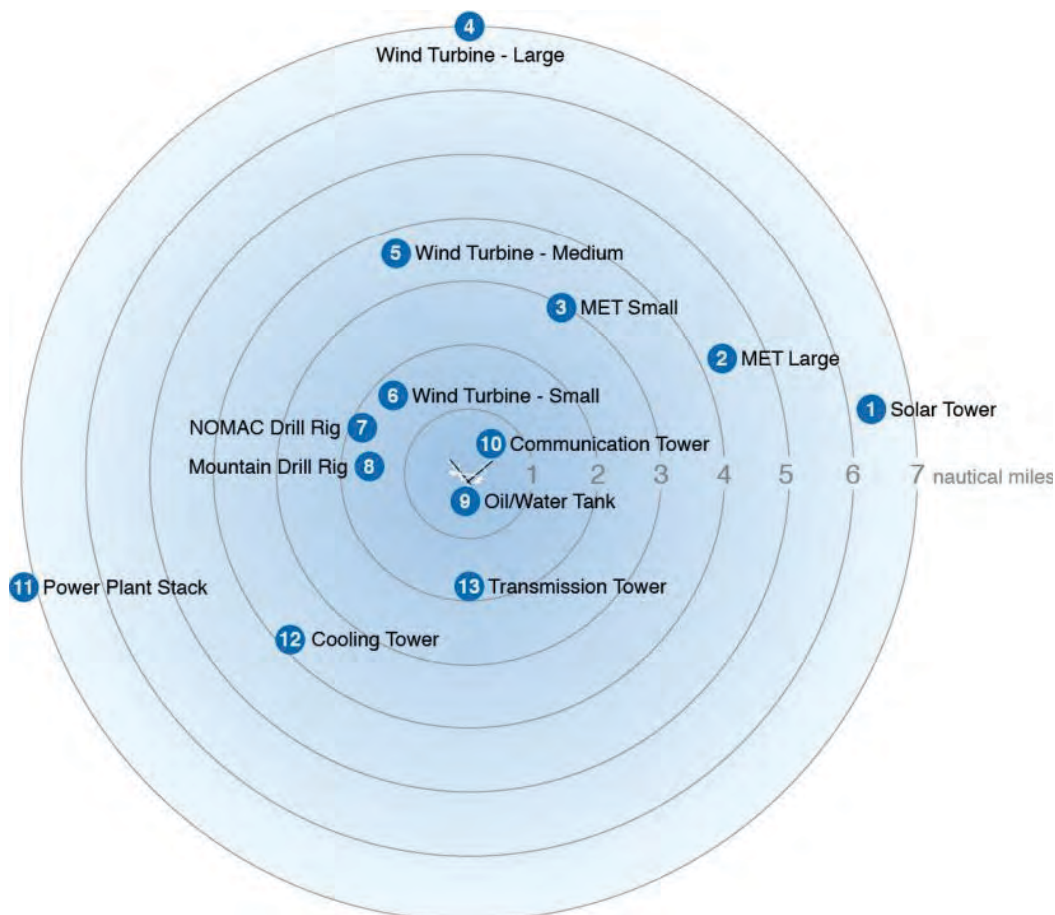 4
Wind Turbine - Large
5 Wind Turbine - Medium
3 MET Small
2 MET Large
6 Wind Turbine - Small
1 Solar Tower
NOMAC Drill Rig 7
10 Communication Tower
Mountain Drill Rig 8
1 2 3 4 5 6 7 nautical miles
9 Oil/Water Tank
11 Power Plant Stack
13 Transmission Tower
12 Cooling Tower